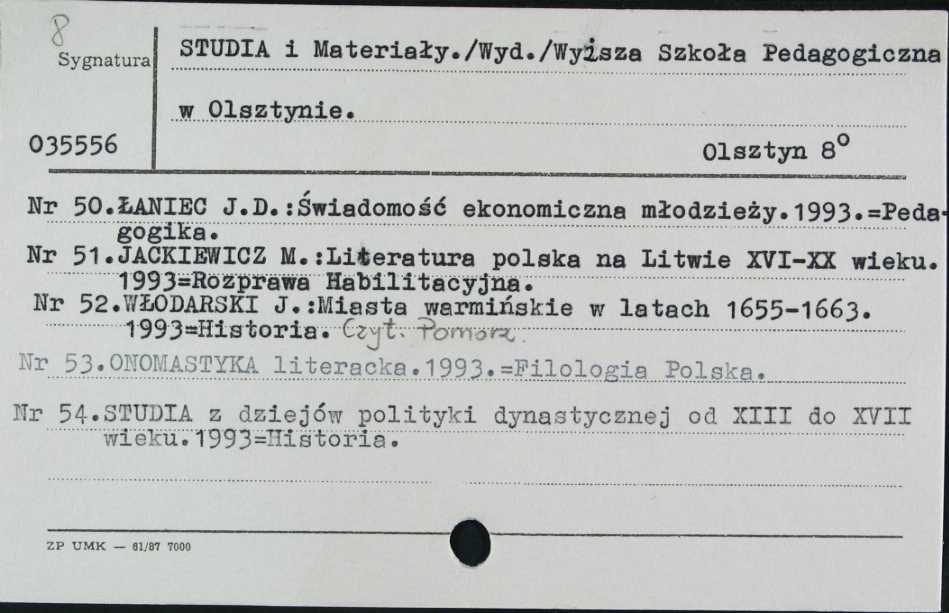 8
Sygnatura
STUDIA i Materiały./Wyd./Wyższa Szkoła Pedagogiczna
w Olsztynie.
035556
Olsztyn 8°
Nr 50.ŁANIEC J.D.:Świadomość ekonomiczna młodzieży.1993.=Peda-
gogika.
Nr 51.JACKIEWICZ M.:Literatura polska na Litwie XVI-XX wieku.
1993=Rozprawa Habilitacyjna.
Nr 52.WŁODARSKI J.:Miasta warmińskie w latach 1655-1663.
1993=Historia. Czyt. Pomorz.
Nr 53.ONOMASTYKA literacka.1993.=Filologia Polska.
Nr 54.STUDIA z dziejów polityki dynastycznej od XIII do XVII
wieku.1993=Historia.
ZP UMK — 61/87 7000